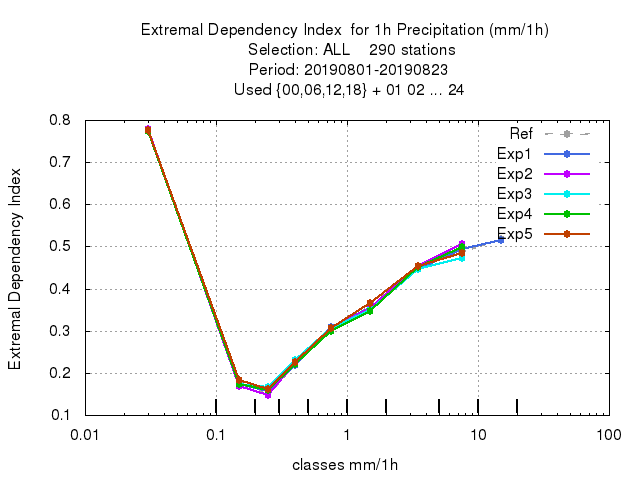 Extremal Dependency Index  for 1h Precipitation (mm/1h)
Selection: ALL    290 stations
Period: 20190801-20190823
Used {00,06,12,18} + 01 02 ... 24
Extremal Dependency Index
0.8
0.7
0.6
0.5
0.4
0.3
0.2
0.1
Ref
Exp1
Exp2
Exp3
Exp4
Exp5
0.01
0.1
1
10
100
classes mm/1h